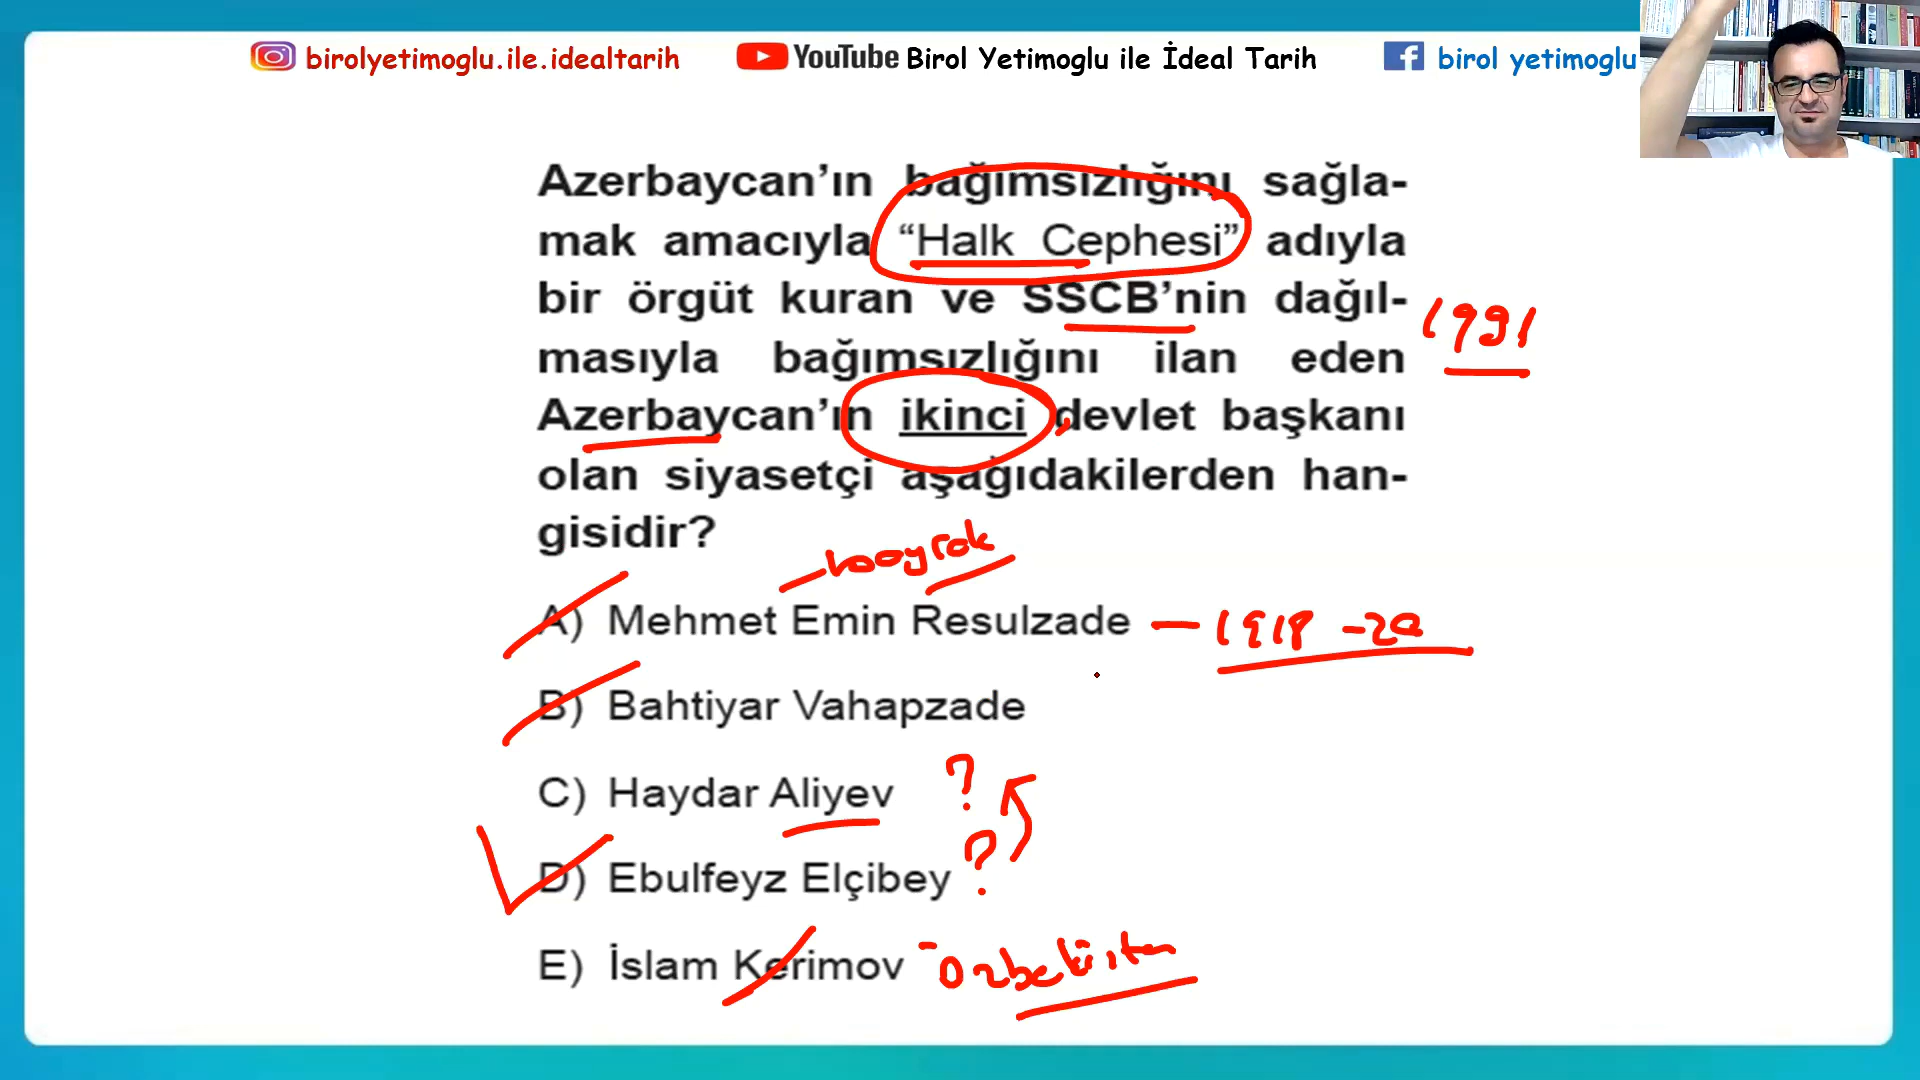 birolyetimoglu.ile.idealtarih YouTube Birol Yetimoglu ile İdeal Tarih birol yetimoglu
Azerbaycan’ın bağımsızlığını sağla-
mak amacıyla “Halk Cephesi” adıyla
bir örgüt kuran ve SSCB’nin dağıl-
1991
masıyla bağımsızlığını ilan eden
Azerbaycan’ın ikinci devlet başkanı
olan siyasetçi aşağıdakilerden han-
gisidir?
bayrak
A) Mehmet Emin Resulzade – 1918 -20
B) Bahtiyar Vahapzade
C) Haydar Aliyev ?
D) Ebulfeyz Elçibey ?
E) İslam Kerimov - Özbekistan